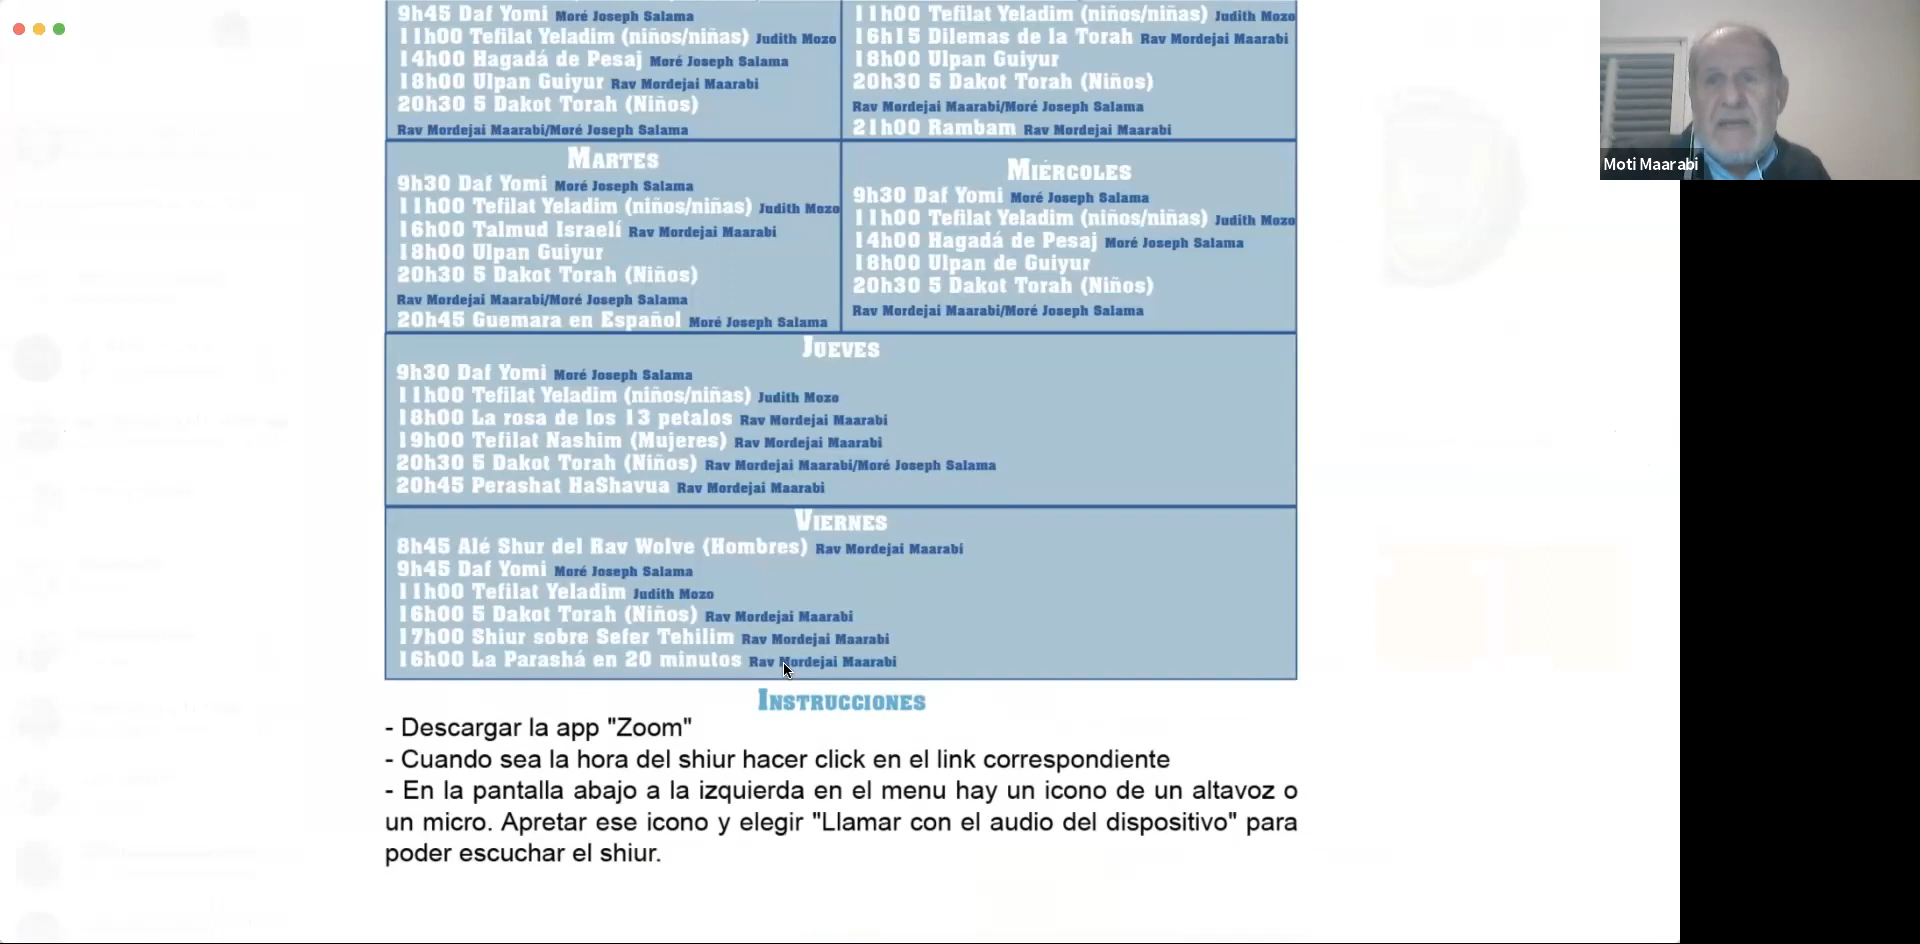 9h45 Daf Yomi Moré Joseph Salama
11h00 Tefilat Yeladim (niños/niñas) Judith Mozo
14h00 Hagadá de Pesaj Moré Joseph Salama
18h00 Ulpan Guiyur Rav Mordejai Maarabi
20h30 5 Dakot Torah (Niños)
Rav Mordejai Maarabi/Moré Joseph Salama
11h00 Tefilat Yeladim (niños/niñas) Judith Mozo
16h15 Dilemas de la Torah Rav Mordejai Maarabi
18h00 Ulpan Guiyur
20h30 5 Dakot Torah (Niños)
Rav Mordejai Maarabi/Moré Joseph Salama
21h00 Rambam Rav Mordejai Maarabi
Martes
9h30 Daf Yomi Moré Joseph Salama
11h00 Tefilat Yeladim (niños/niñas) Judith Mozo
16h00 Talmud Israelí Rav Mordejai Maarabi
18h00 Ulpan Guiyur
20h30 5 Dakot Torah (Niños)
Rav Mordejai Maarabi/Moré Joseph Salama
20h45 Guemara en Español Moré Joseph Salama
Miércoles
9h30 Daf Yomi Moré Joseph Salama
11h00 Tefilat Yeladim (niños/niñas) Judith Mozo
14h00 Hagadá de Pesaj Moré Joseph Salama
18h00 Ulpan de Guiyur
20h30 5 Dakot Torah (Niños)
Rav Mordejai Maarabi/Moré Joseph Salama
Jueves
9h30 Daf Yomi Moré Joseph Salama
11h00 Tefilat Yeladim (niños/niñas) Judith Mozo
18h00 La rosa de los 13 petalos Rav Mordejai Maarabi
19h00 Tefilat Nashim (Mujeres) Rav Mordejai Maarabi
20h30 5 Dakot Torah (Niños) Rav Mordejai Maarabi/Moré Joseph Salama
20h45 Perashat HaShavua Rav Mordejai Maarabi
Viernes
8h45 Alé Shur del Rav Wolve (Hombres) Rav Mordejai Maarabi
9h45 Daf Yomi Moré Joseph Salama
11h00 Tefilat Yeladim Judith Mozo
16h00 5 Dakot Torah (Niños) Rav Mordejai Maarabi
17h00 Shiur sobre Sefer Tehilim Rav Mordejai Maarabi
16h00 La Parashá en 20 minutos Rav Mordejai Maarabi
Instrucciones
- Descargar la app "Zoom"
- Cuando sea la hora del shiur hacer click en el link correspondiente
- En la pantalla abajo a la izquierda en el menu hay un icono de un altavoz o
un micro. Apretar ese icono y elegir "Llamar con el audio del dispositivo" para
poder escuchar el shiur.
Moti Maarabi